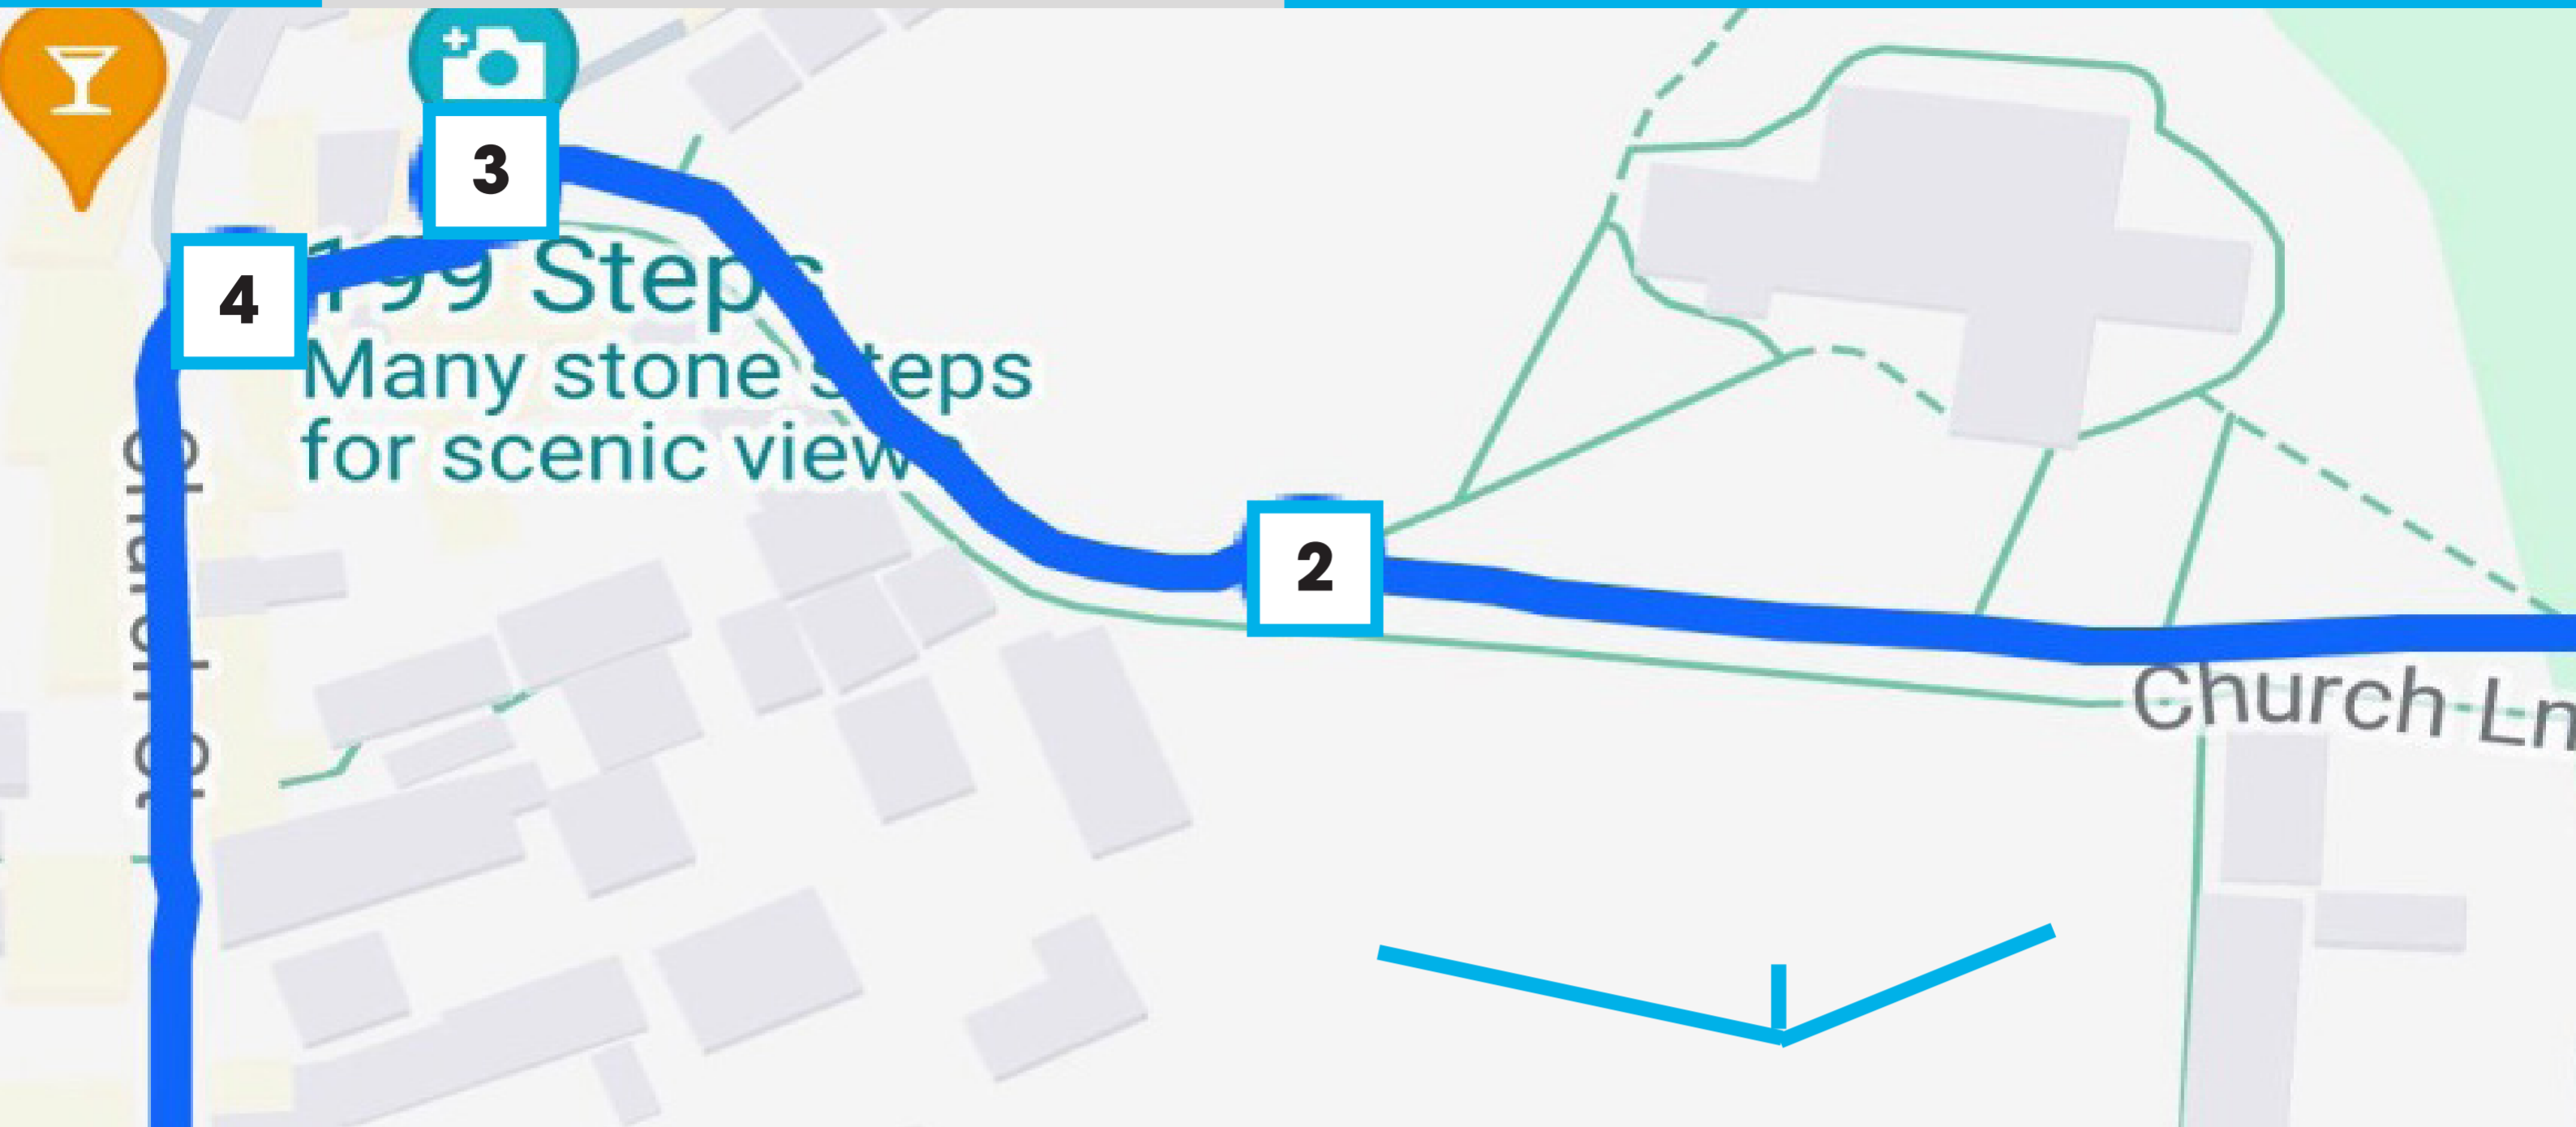 3
4
199 Steps
Many stone steps
for scenic views
2
Church St
Church Ln